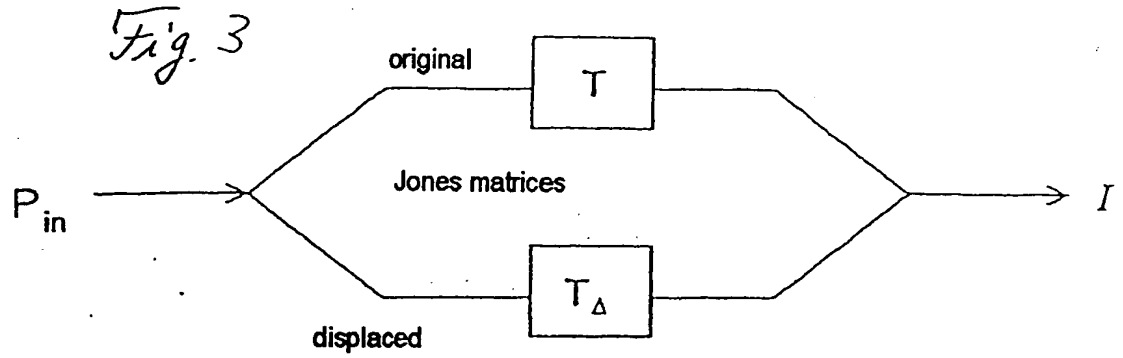 Fig. 3
original
T
Jones matrices
P_in
I
T_Δ
displaced